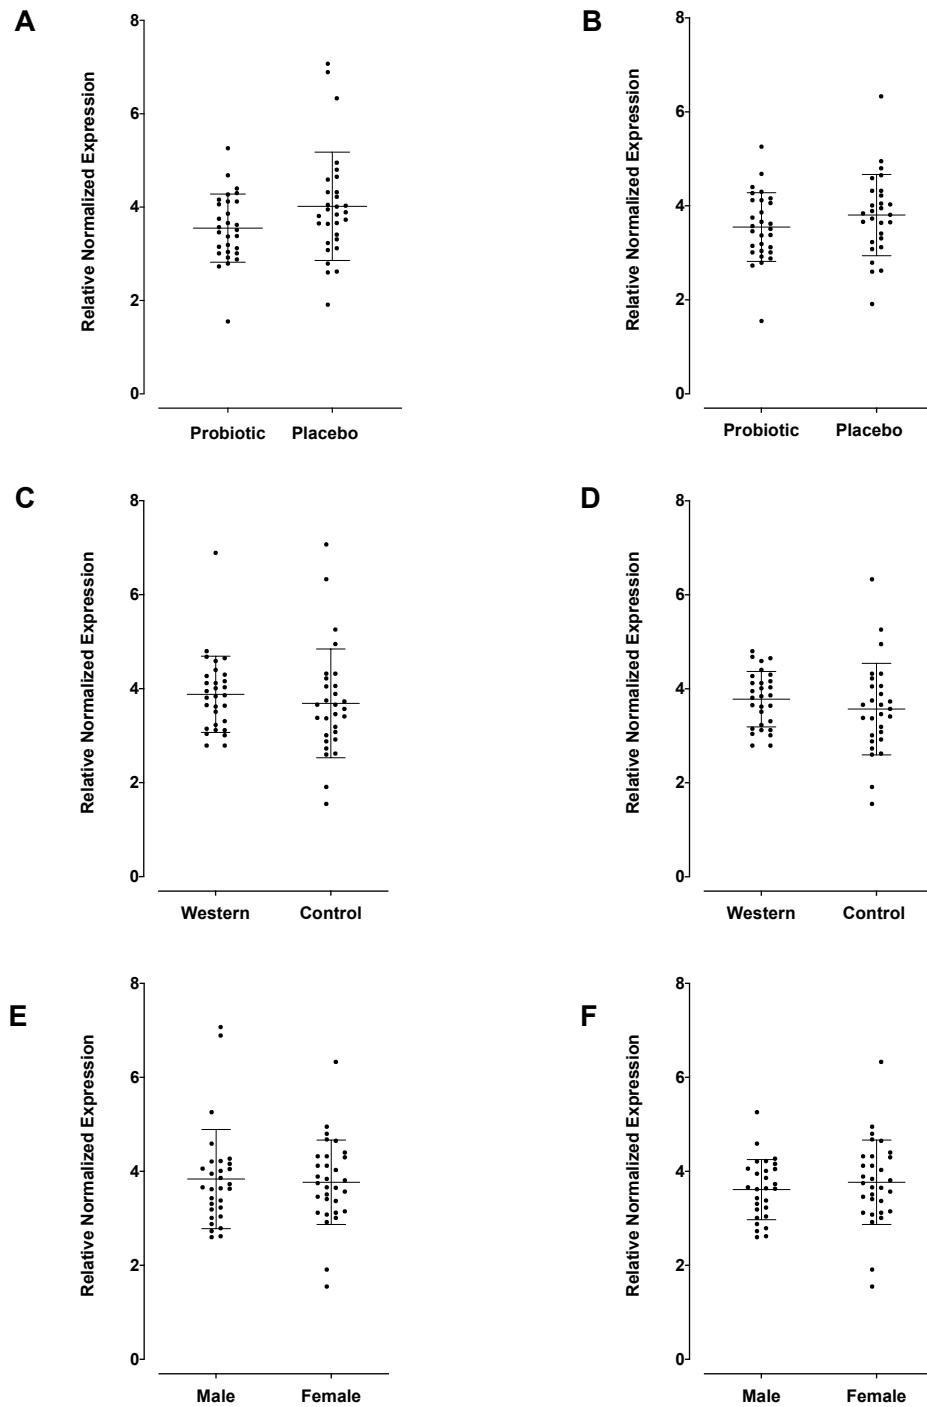 A
Relative Normalized Expression
8
6
4
2
0
Probiotic Placebo
B
Relative Normalized Expression
8
6
4
2
0
Probiotic Placebo
C
Relative Normalized Expression
8
6
4
2
0
Western Control
D
Relative Normalized Expression
8
6
4
2
0
Western Control
E
Relative Normalized Expression
8
6
4
2
0
Male Female
F
Relative Normalized Expression
8
6
4
2
0
Male Female